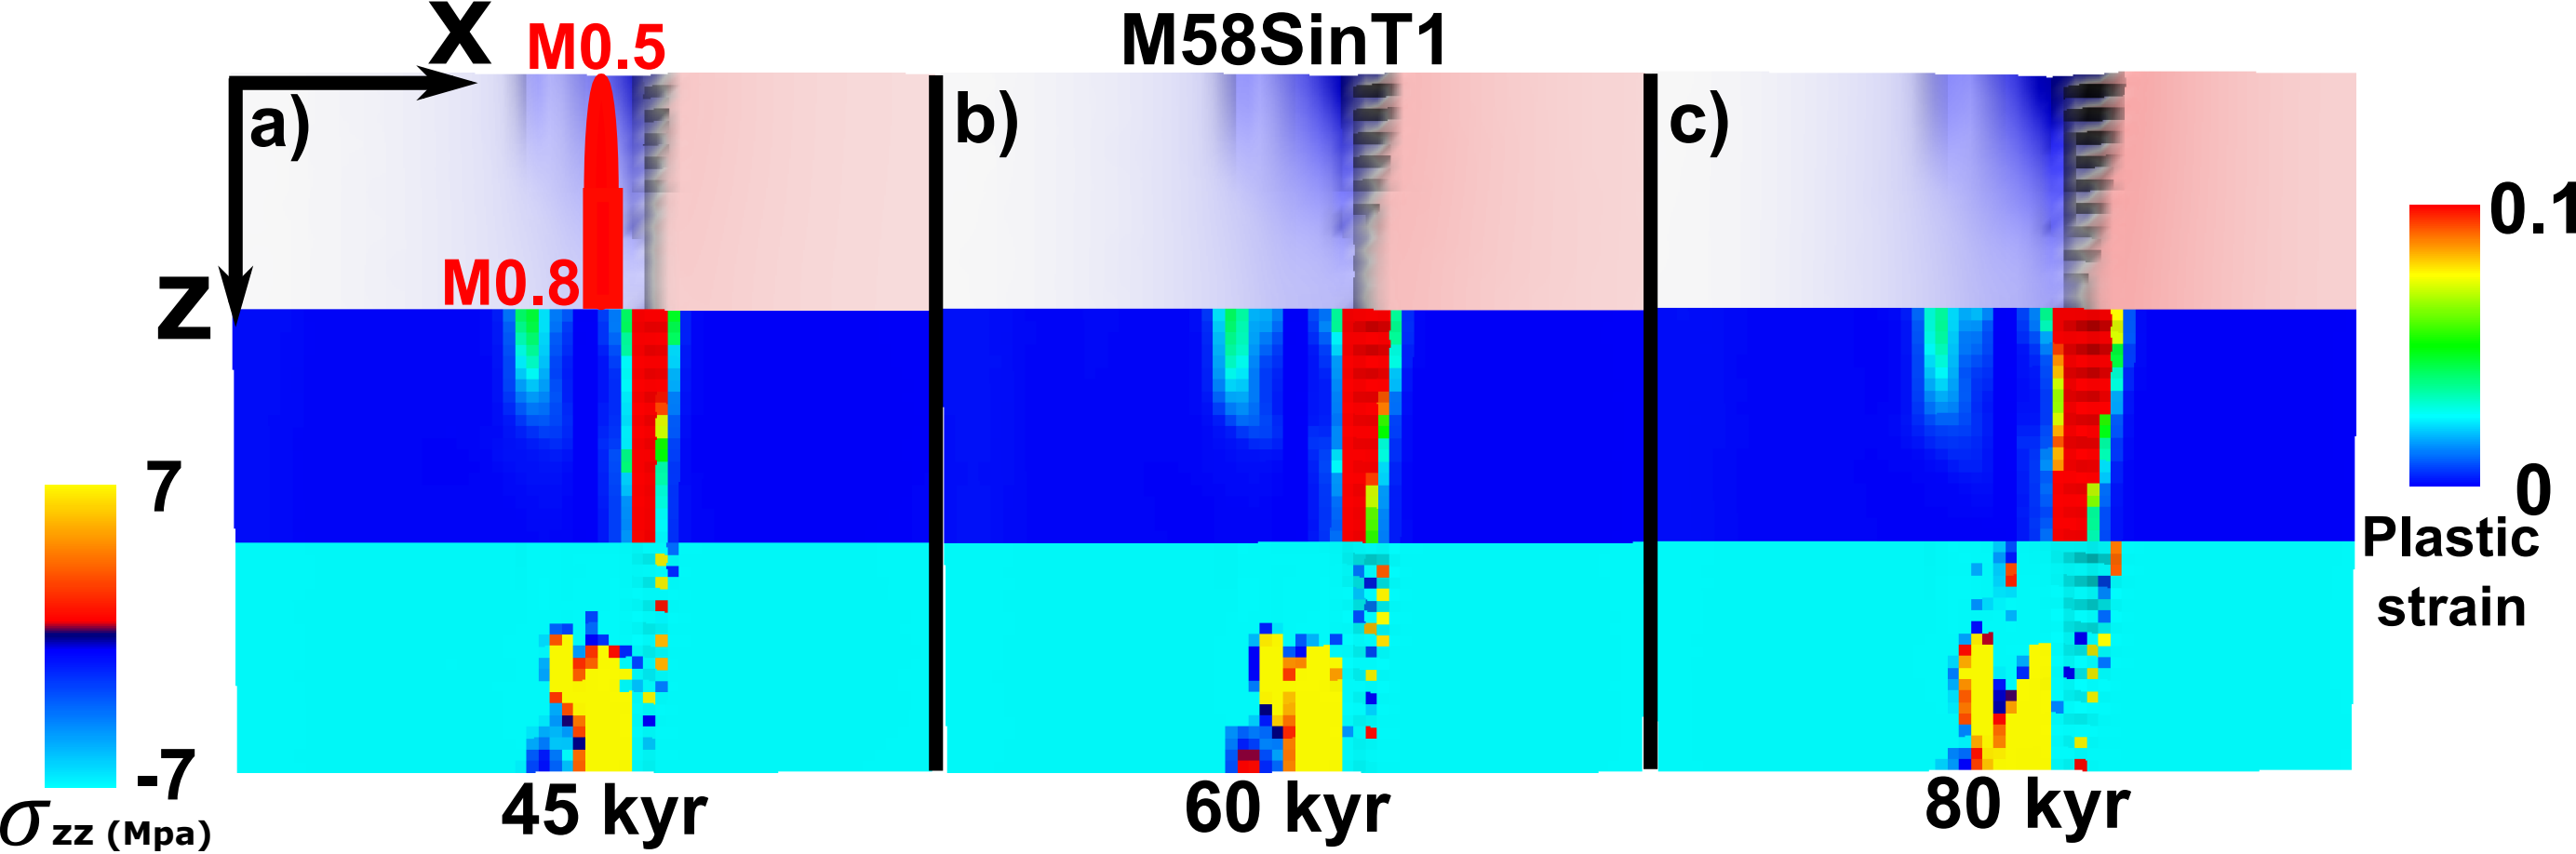 M58SinT1
X
M0.5
a)
b)
c)
M0.8
Z
0.1
0
Plastic
strain
7
-7
σzz (Mpa)
45 kyr
60 kyr
80 kyr